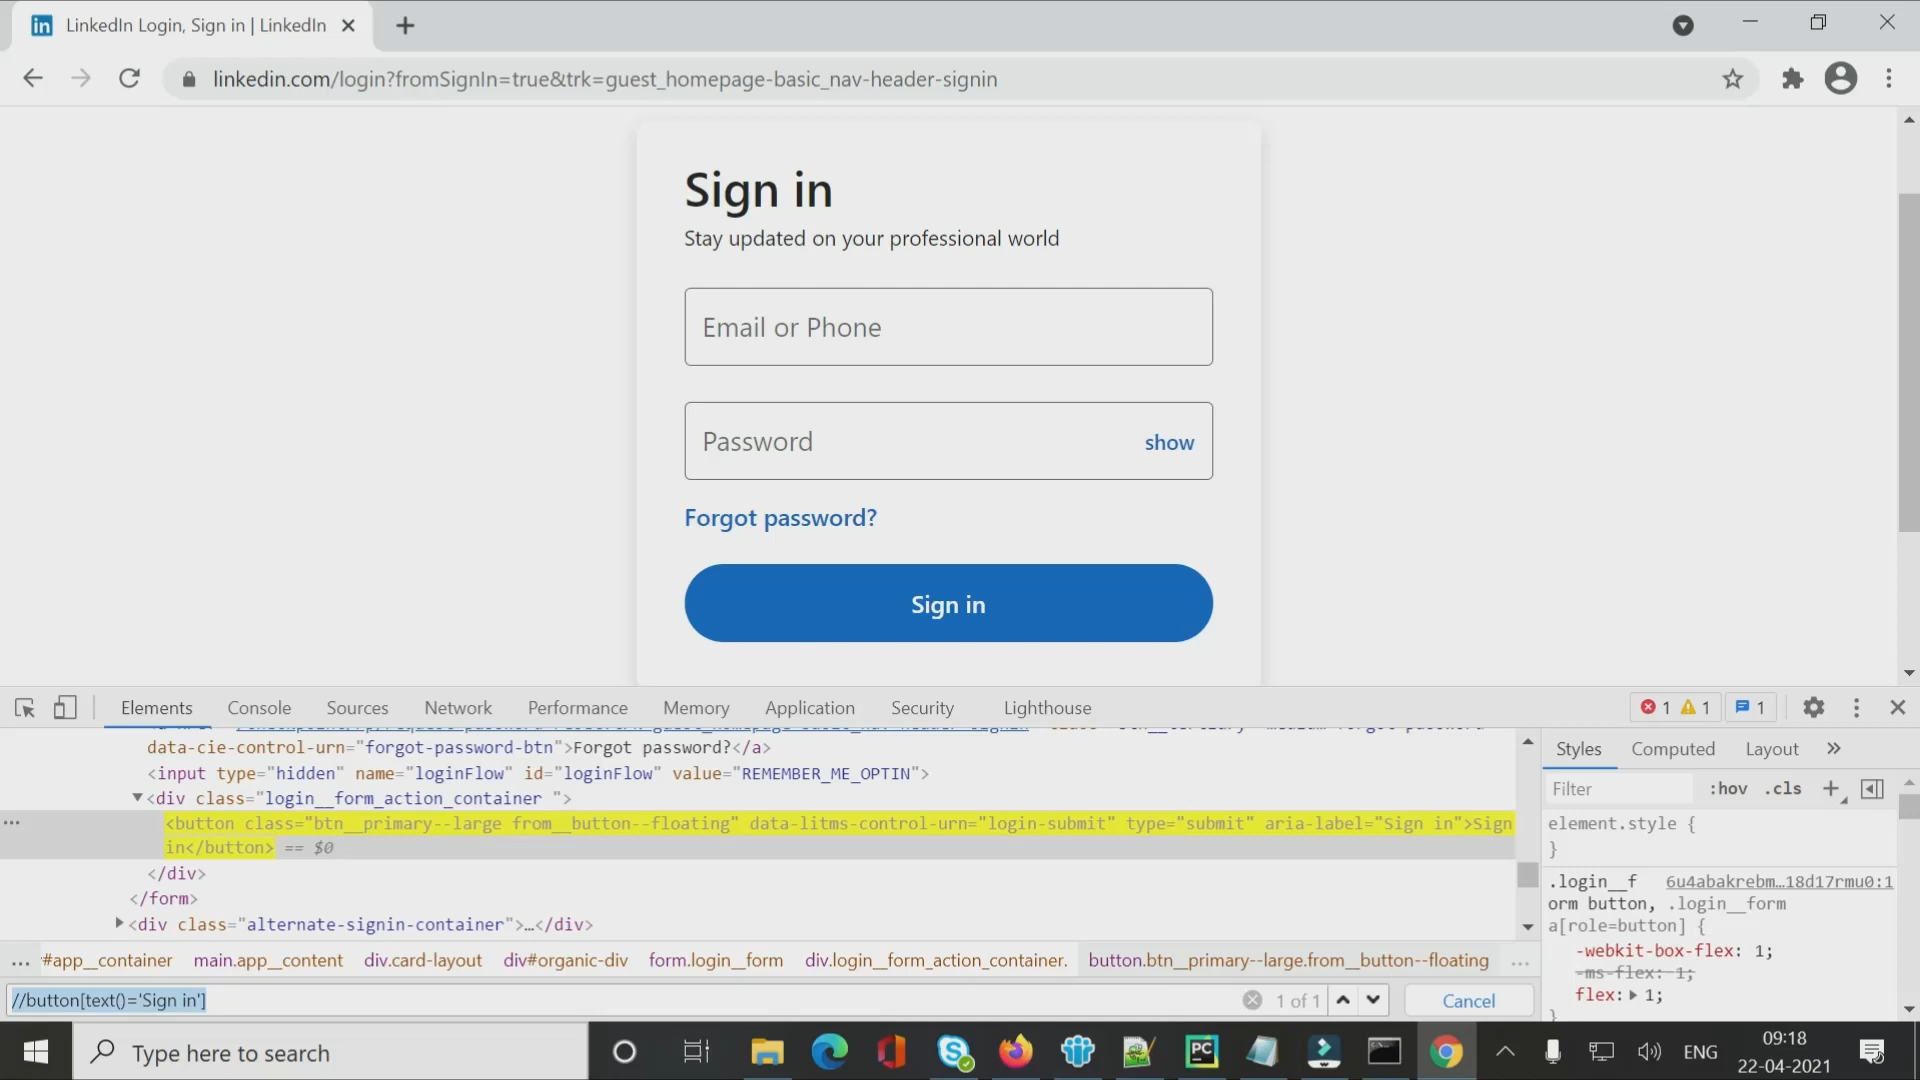 LinkedIn Login, Sign in | LinkedIn
linkedin.com/login?fromSignIn=true&trk=guest_homepage-basic_nav-header-signin
Sign in
Stay updated on your professional world
Email or Phone
Password
show
Forgot password?
Sign in
Elements Console Sources Network Performance Memory Application Security Lighthouse 1 1 1
data-cie-control-urn="forgot-password-btn">Forgot password?</a>
<input type="hidden" name="loginFlow" id="loginFlow" value="REMEMBER_ME_OPTIN">
<div class="login__form_action_container ">
<button class="btn__primary--large from__button--floating" data-litms-control-urn="login-submit" type="submit" aria-label="Sign in">Sign
in</button> == $0
</div>
</form>
<div class="alternate-signin-container">…</div>
... #app__container main.app__content div.card-layout div#organic-div form.login__form div.login__form_action_container. button.btn__primary--large.from__button--floating ...
//button[text()='Sign in'] 1 of 1 Cancel
Styles Computed Layout
Filter :hov .cls
element.style {
}
.login__f 6u4abakrebm…18d17rmu0:1
orm button, .login__form
a[role=button] {
-webkit-box-flex: 1;
-ms-flex: 1;
flex: 1;
}
Type here to search
ENG
09:18
22-04-2021